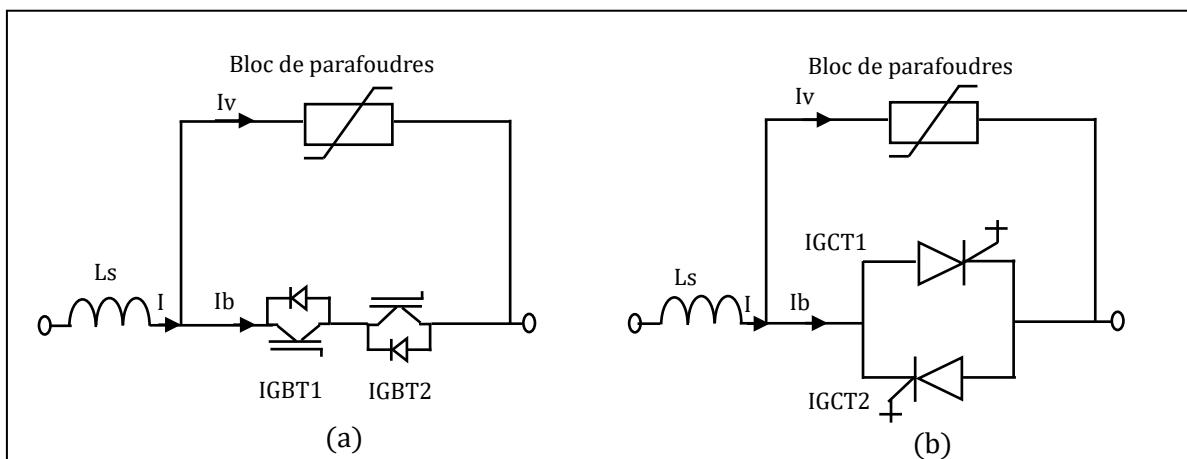 Bloc de parafoudres
Iv
Ls
I
Ib
IGBT1
IGBT2
(a)
Bloc de parafoudres
Iv
IGCT1
Ls
I
Ib
IGCT2
(b)